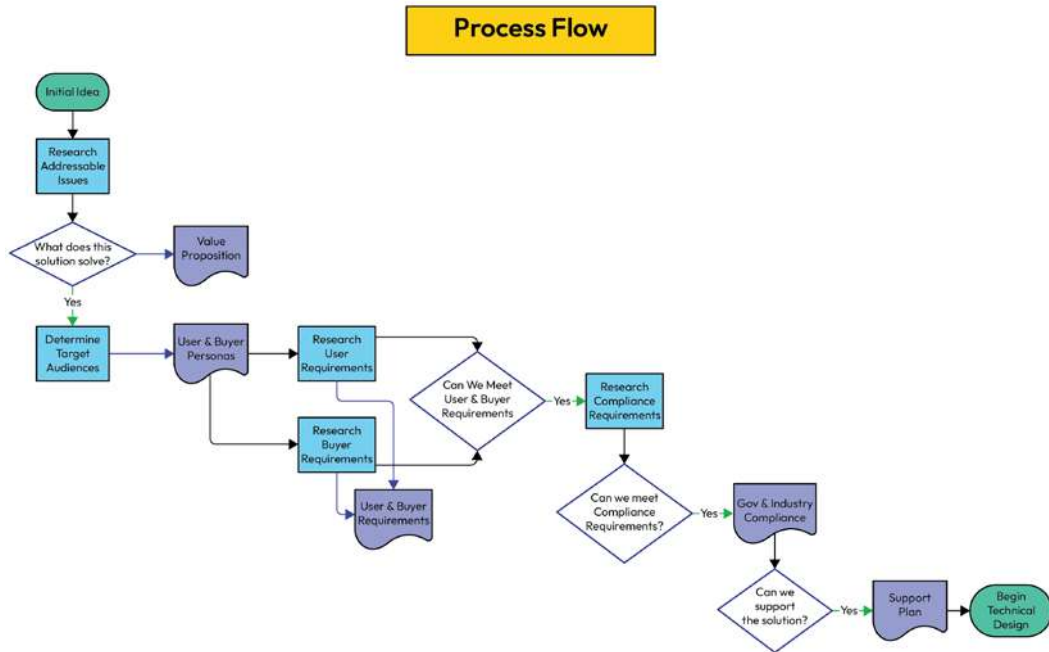 Process Flow
Initial Idea
Research
Addressable
Issues
What does this
solution solve?
Value
Proposition
Yes
Determine
Target
Audiences
User & Buyer
Personas
Research
User
Requirements
Research
Buyer
Requirements
User & Buyer
Requirements
Can We Meet
User & Buyer
Requirements
Yes
Research
Compliance
Requirements
Can we meet
Compliance
Requirements?
Yes
Gov & Industry
Compliance
Can we
support
the solution?
Yes
Support
Plan
Begin
Technical
Design